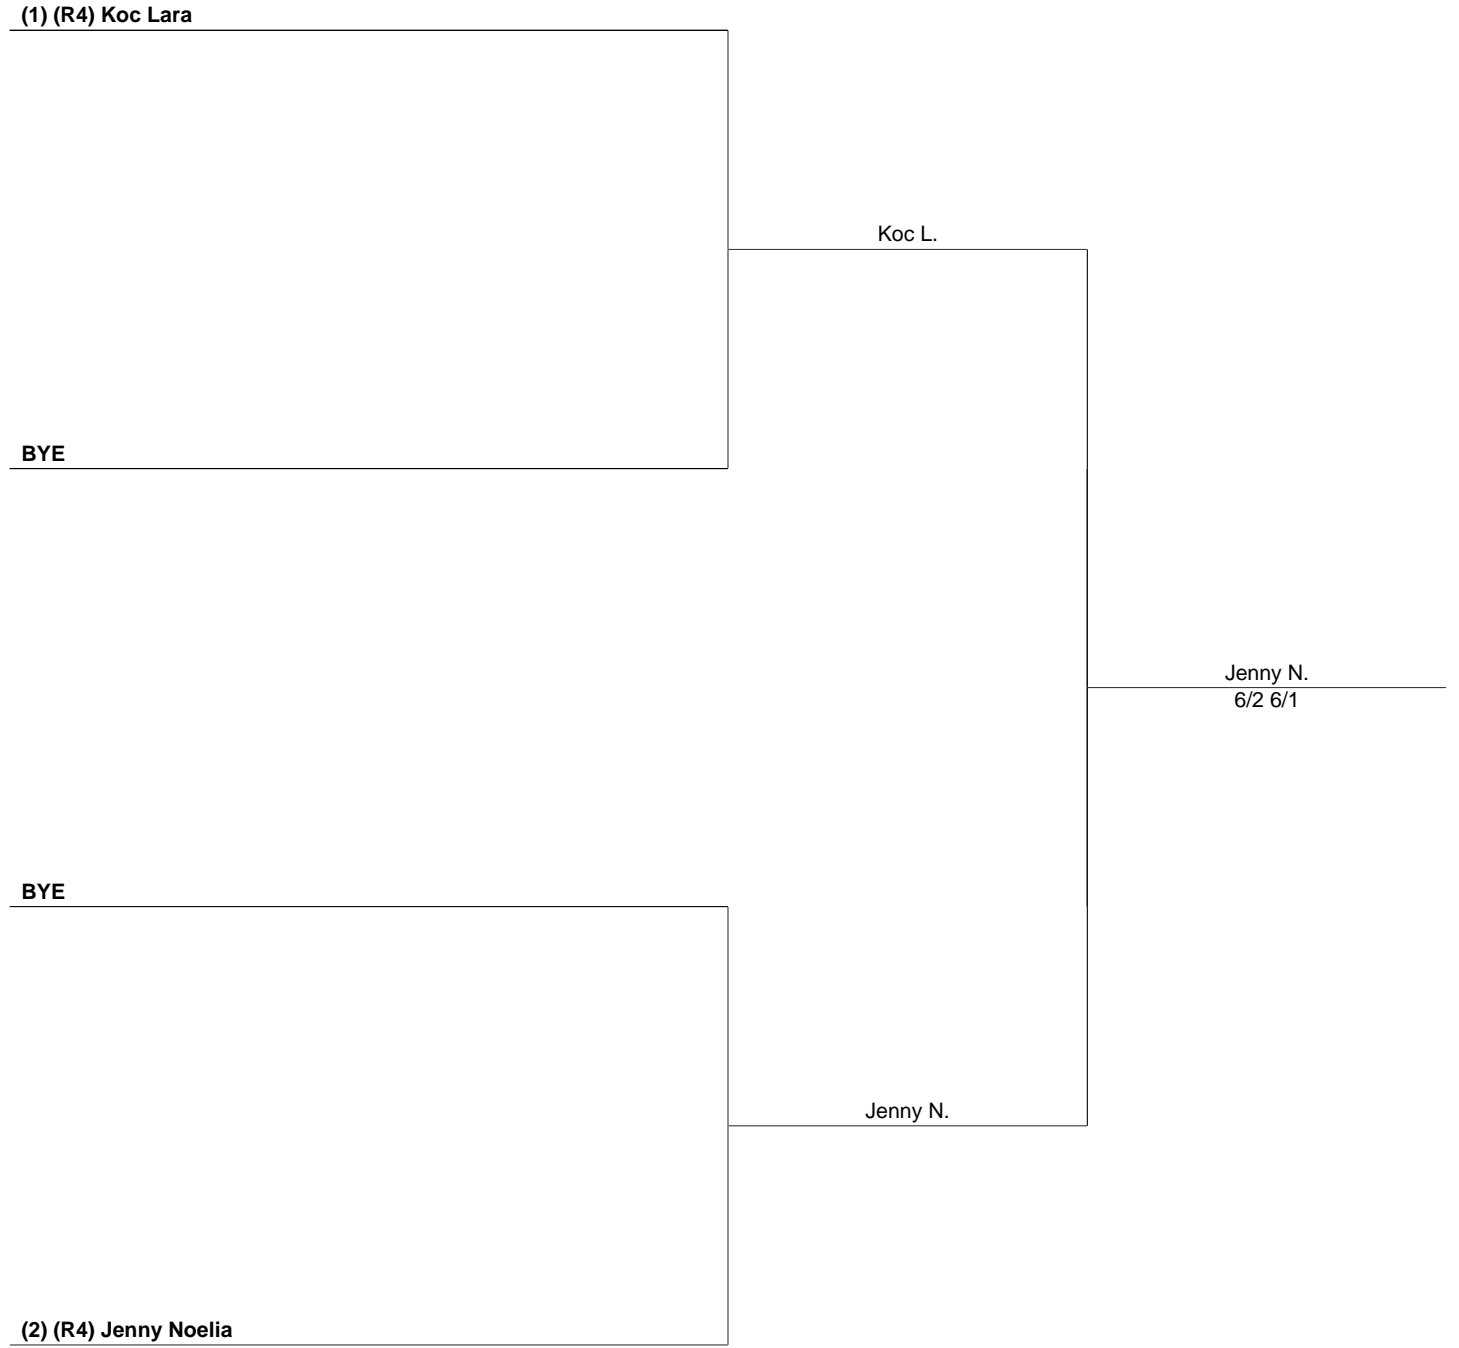 (1) (R4) Koc Lara
Koc L.
BYE
Jenny N.
6/2 6/1
BYE
Jenny N.
(2) (R4) Jenny Noelia